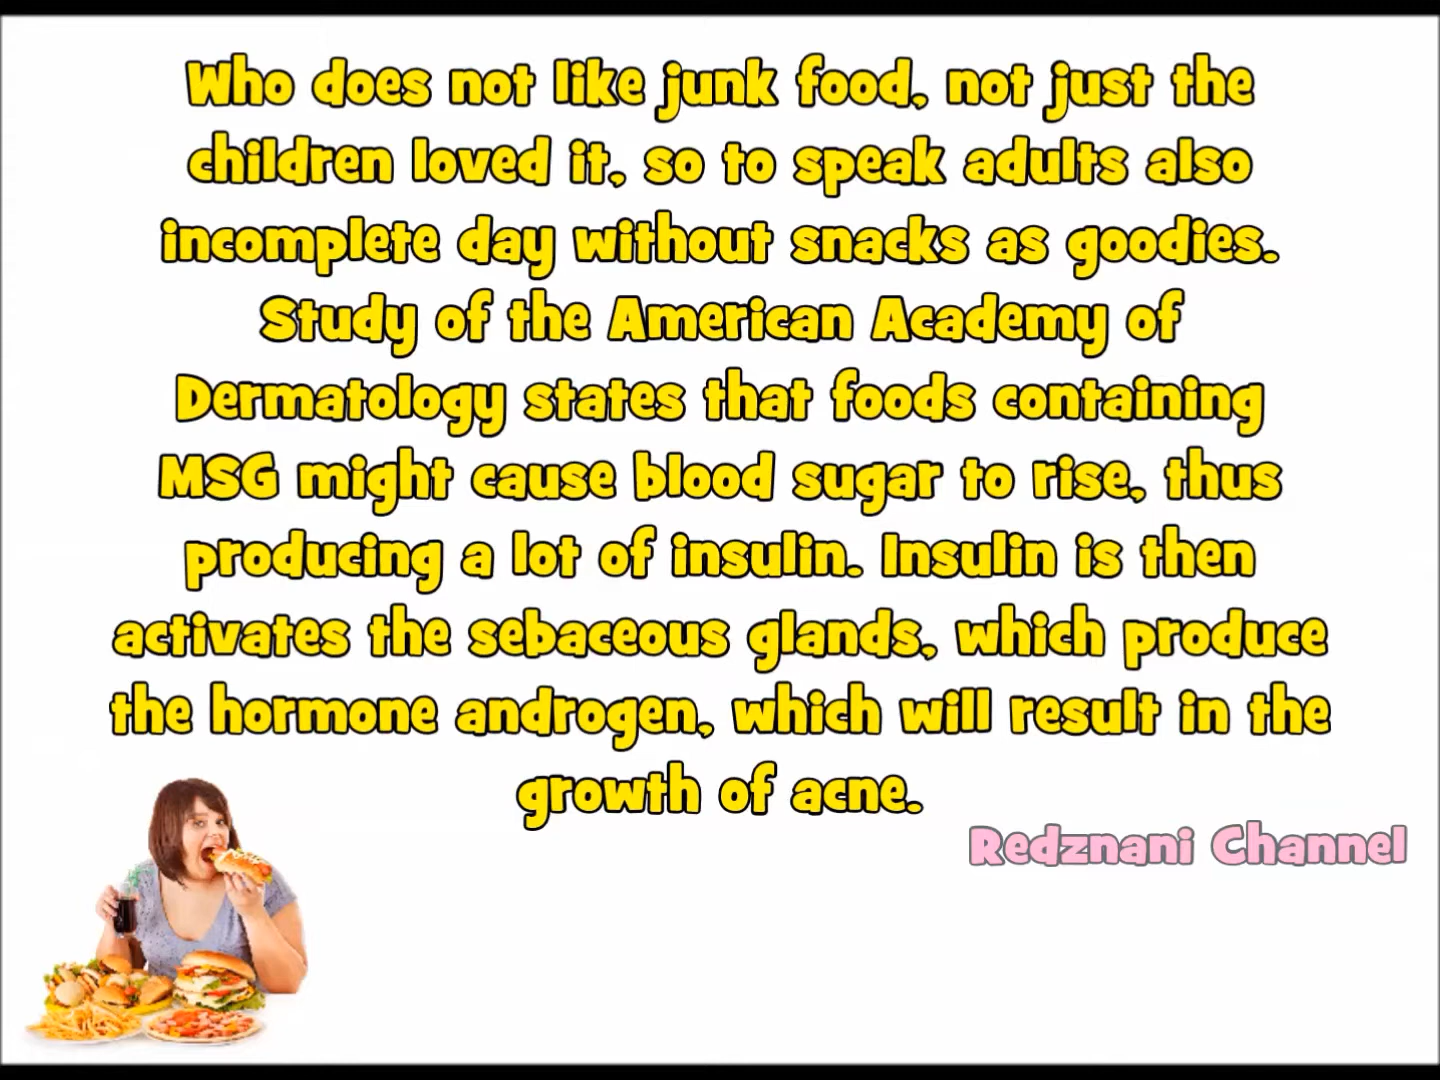 Who does not like junk food, not just the
children loved it, so to speak adults also
incomplete day without snacks as goodies.
Study of the American Academy of
Dermatology states that foods containing
MSG might cause blood sugar to rise, thus
producing a lot of insulin. Insulin is then
activates the sebaceous glands, which produce
the hormone androgen, which will result in the
growth of acne.
Redznani Channel